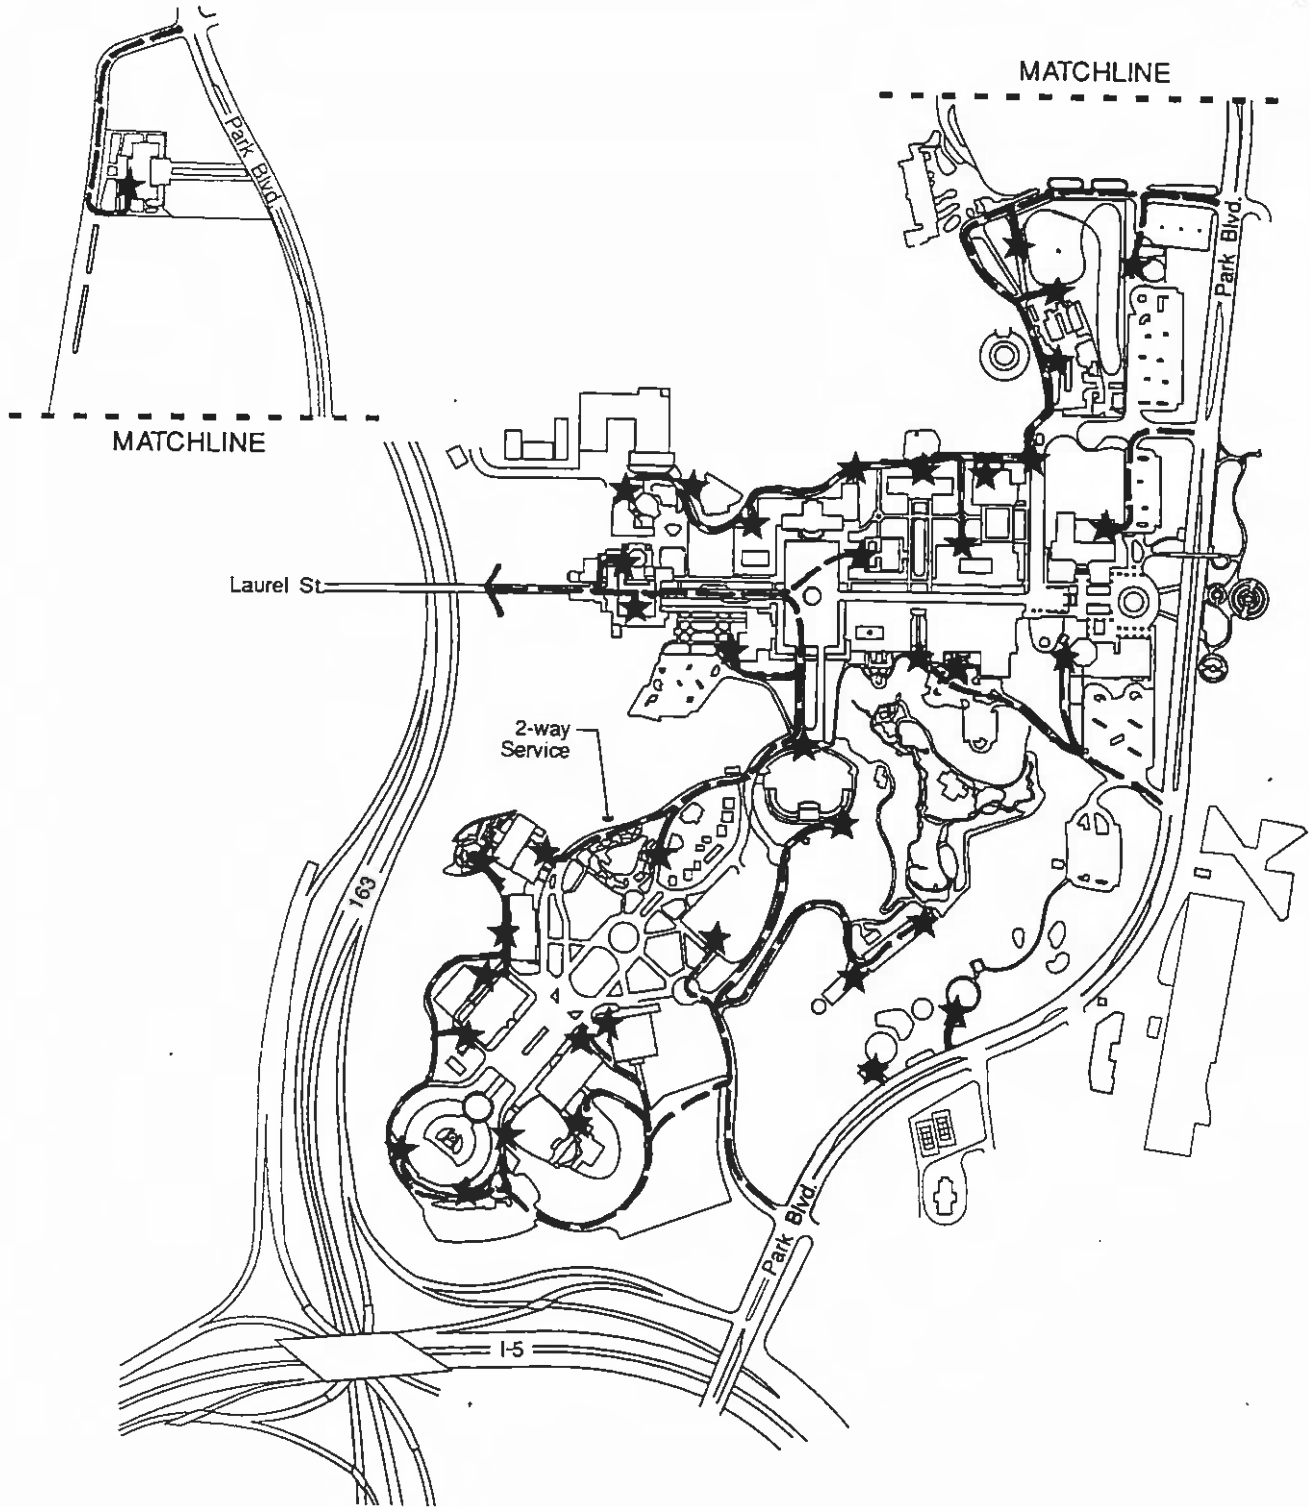 MATCHLINE
Park Blvd.
Park Blvd.
MATCHLINE
Laurel St.
2-way
Service
163
Park Blvd.
I-5